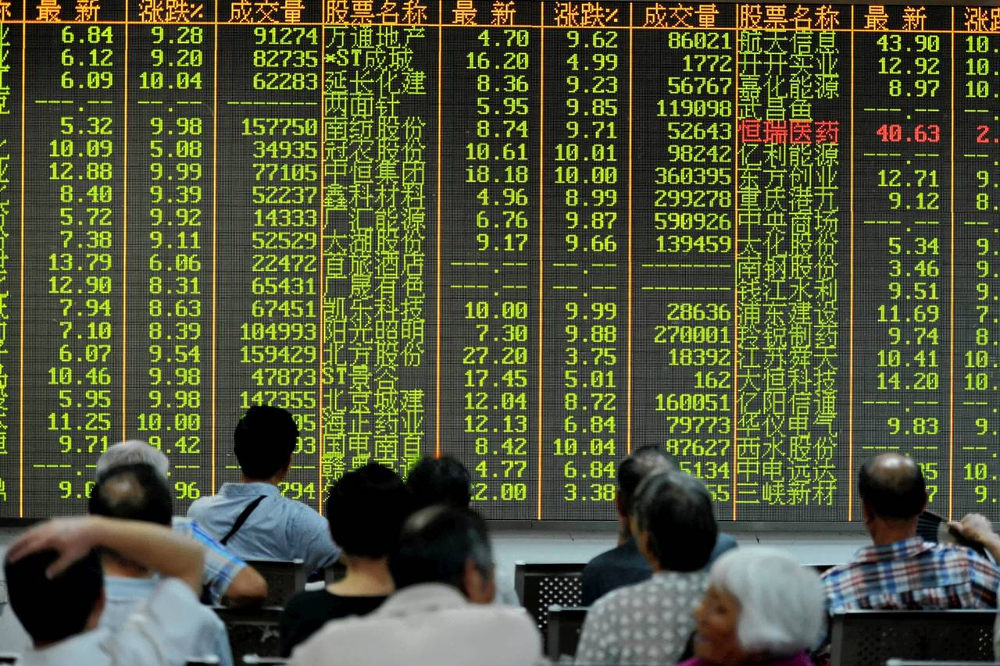 称 最 新 涨跌% 成交量 股票名称 最 新 涨跌% 成交量 股票名称 最 新 涨跌
6.84 9.28 91274 万通地产 4.70 9.62 86021 航天信息 43.90 10.
6.12 9.20 82735 *ST成城 16.20 4.99 1772 开开实业 12.92 10.
6.09 10.04 62283 延长化建 8.36 9.23 56767 嘉化能源 8.97 10.
---.-- --.-- ------- 两面针 5.95 9.85 119098 武昌鱼 ---.-- --.
5.32 9.98 157750 南纺股份 8.74 9.71 52643 恒瑞医药 40.63 2.
10.09 5.08 34935 冠农股份 10.61 10.01 98242 亿利能源 ---.-- --.
12.88 9.99 77105 中恒集团 18.18 10.00 360395 东方创业 12.71 9.
8.40 9.39 52237 鑫科材料 4.96 8.99 299278 重庆港九 9.12 8.
5.72 9.92 14333 广汇能源 6.76 9.87 590926 中央商场 ---.-- --.
7.38 9.11 52529 大湖股份 9.17 9.66 139459 大化股份 5.34 9.
13.79 6.06 22472 首旅酒店 ---.-- --.-- ------- 南钢股份 3.46 9.
12.90 8.31 65431 广晟有色 ---.-- --.-- ------- 钱江水利 9.51 9.
7.94 8.63 67451 凯乐科技 10.00 9.99 28636 浦东建设 11.69 7.
7.10 8.39 104993 阳光照明 7.30 9.88 270001 羚锐制药 9.74 8.
6.07 9.54 159429 北方股份 27.20 3.75 18392 江苏舜天 10.41 10.
10.46 9.98 47873 ST景谷 17.45 5.01 162 大恒科技 14.20 10.
5.95 9.98 147355 北京城建 12.04 8.72 160051 亿阳信通 ---.-- --.
11.25 10.00 05 海正药业 12.13 6.84 79773 华仪电气 9.83 9.
9.71 9.42 93 国电南自 8.42 10.04 87627 西水股份 ---.-- --.
---.-- 赣 4.77 6.84 5134 中电远达 10.
9.0 96 294 2.00 3.38 55 三峡新材 7 9.